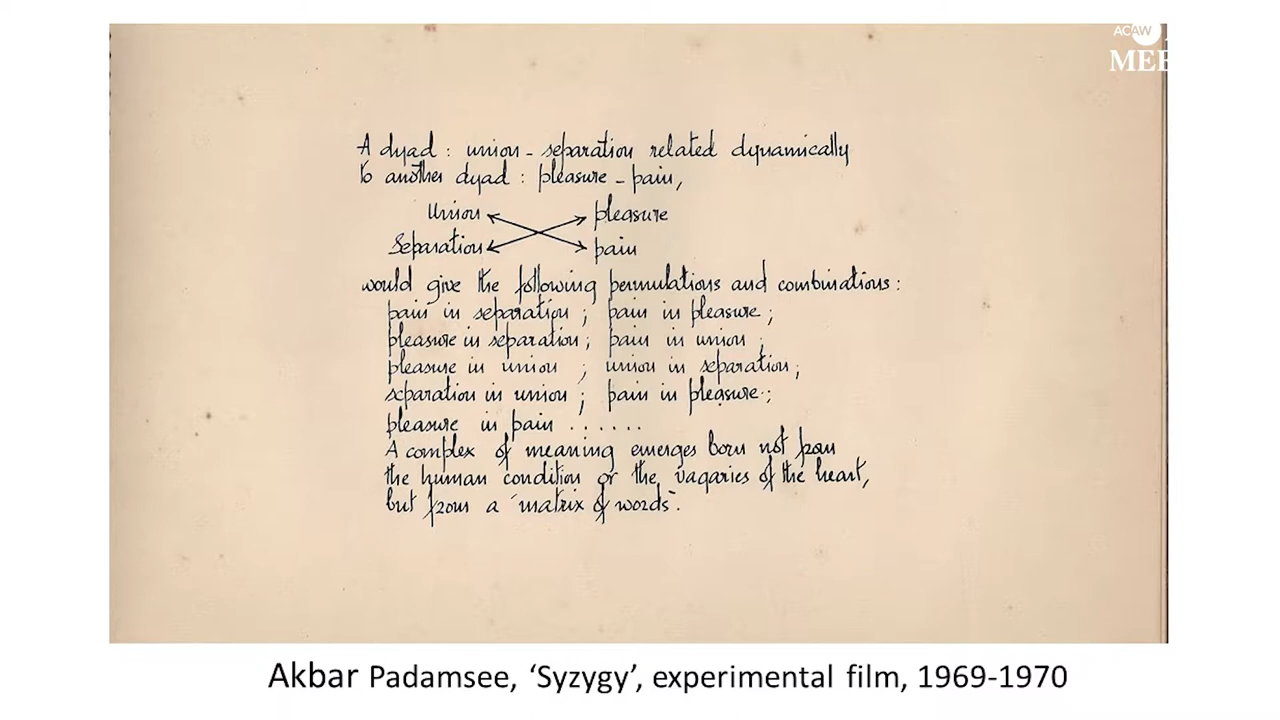 ACAW
MEE
A dyad : union - separation related dynamically
to another dyad : pleasure - pain,
Union pleasure
Separation pain
would give the following permutations and combinations :
pain in separation ; pain in pleasure ;
pleasure in separation ; pain in union ;
pleasure in union ; union in separation ;
separation in union ; pain in pleasure ;
pleasure in pain ......
A complex of meaning emerges born not from
the human condition or the vagaries of the heart,
but from a "matrix of words".
Akbar Padamsee, ‘Syzygy’, experimental film, 1969-1970